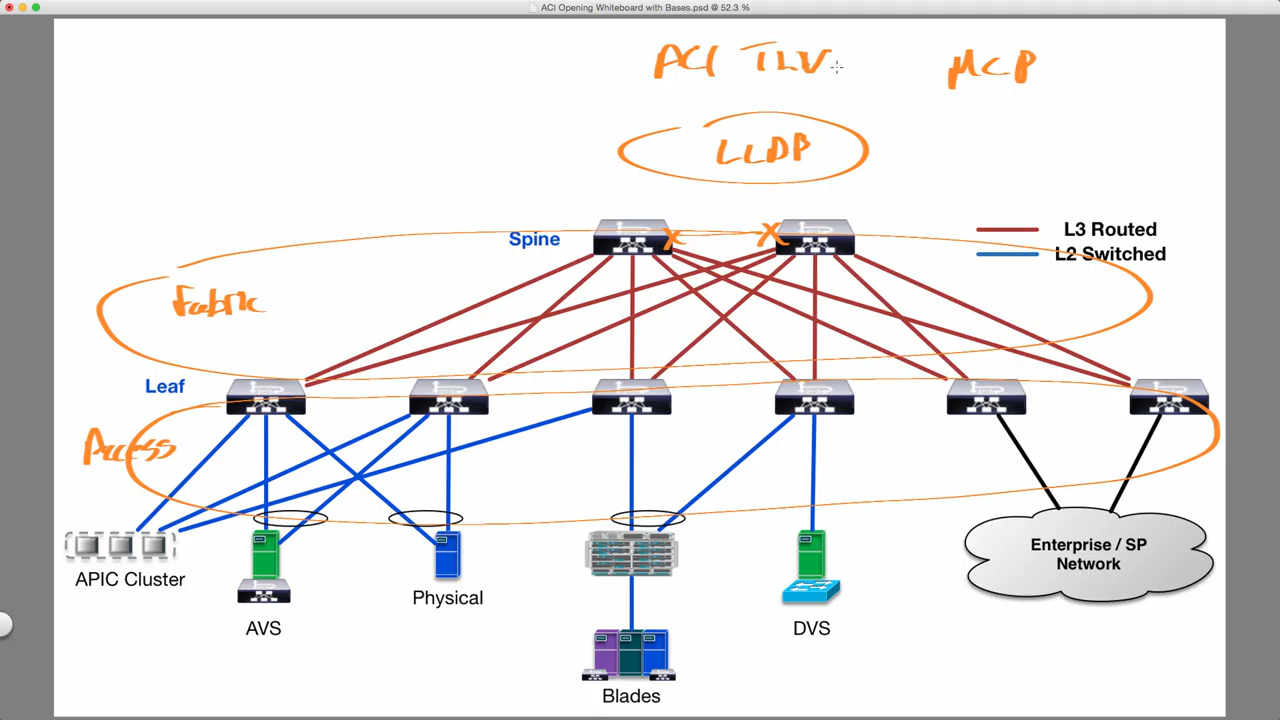 ACI Opening Whiteboard with Bases.psd @ 52.3 %
ACI TLV
MCP
LLDP
Spine
L3 Routed
L2 Switched
Fabric
Leaf
Access
APIC Cluster
AVS
Physical
Blades
DVS
Enterprise / SP
Network